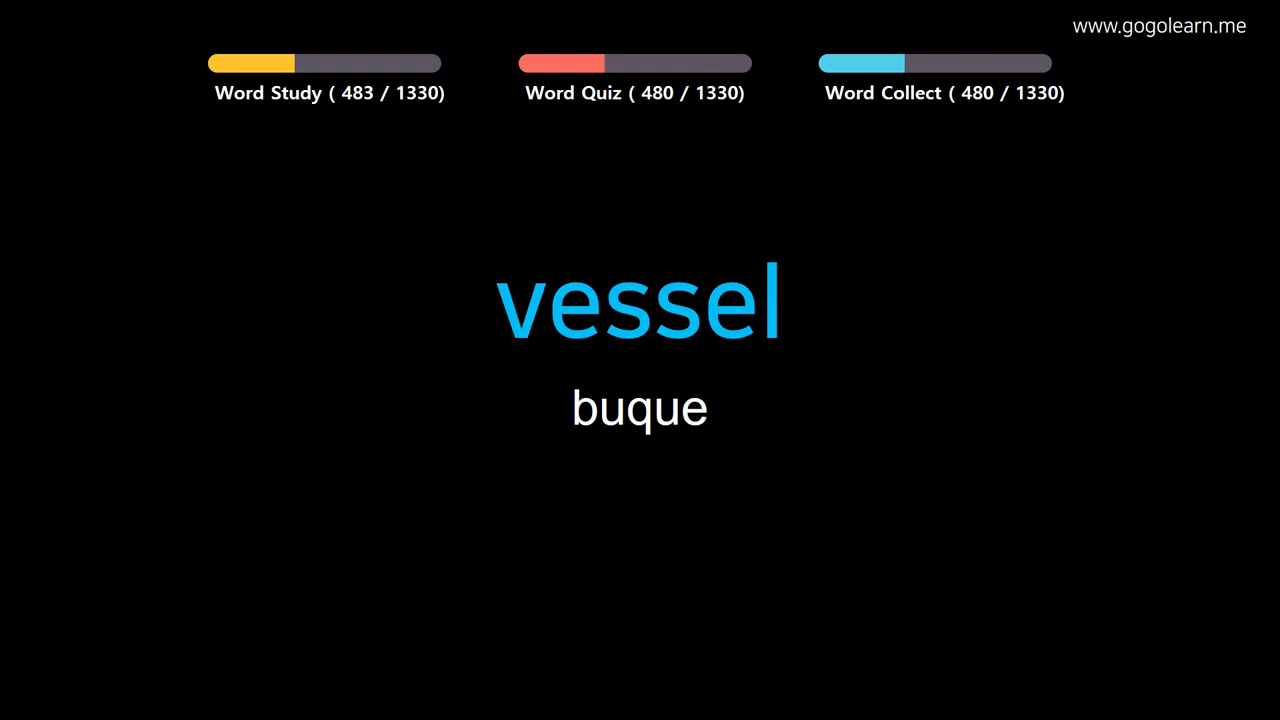 www.gogolearn.me
Word Study ( 483 / 1330)
Word Quiz ( 480 / 1330)
Word Collect ( 480 / 1330)
vessel
buque